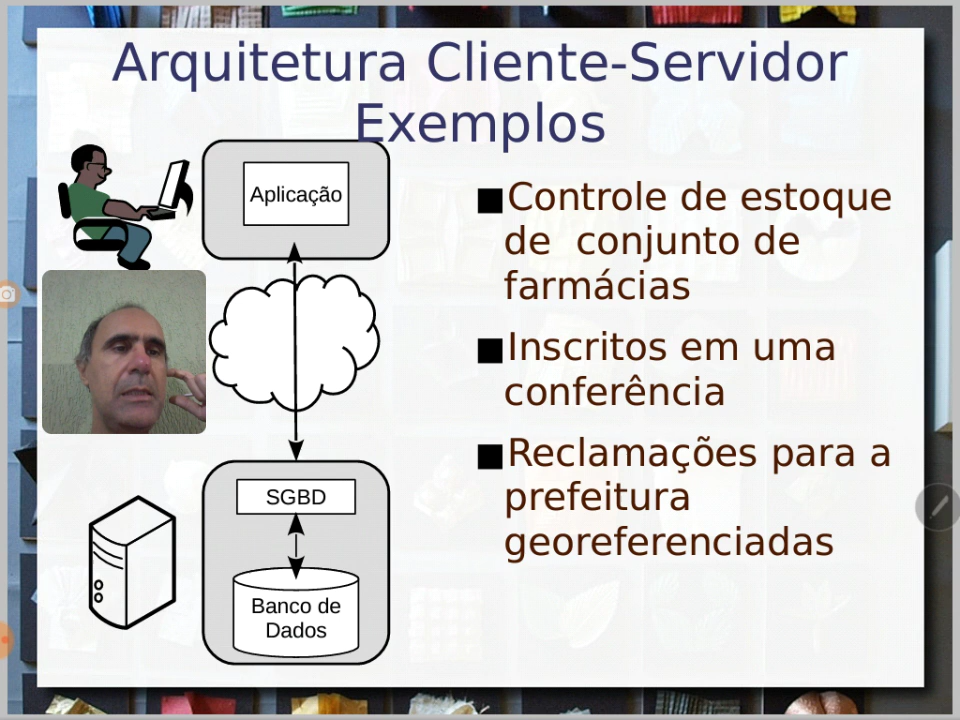 Arquitetura Cliente-Servidor
Exemplos
Aplicação
SGBD
Banco de
Dados
■Controle de estoque
de  conjunto de
farmácias
■Inscritos em uma
conferência
■Reclamações para a
prefeitura
georeferenciadas